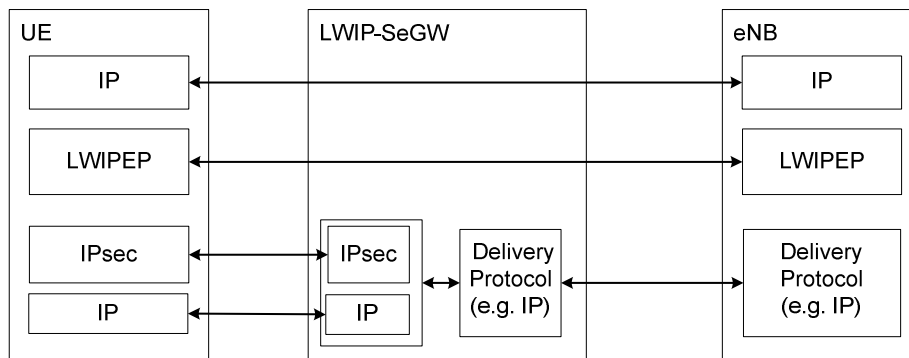 UE
LWIP-SeGW
eNB
IP
IP
LWIPEP
LWIPEP
IPsec
IPsec
Delivery
Protocol
(e.g. IP)
Delivery
Protocol
(e.g. IP)
IP
IP